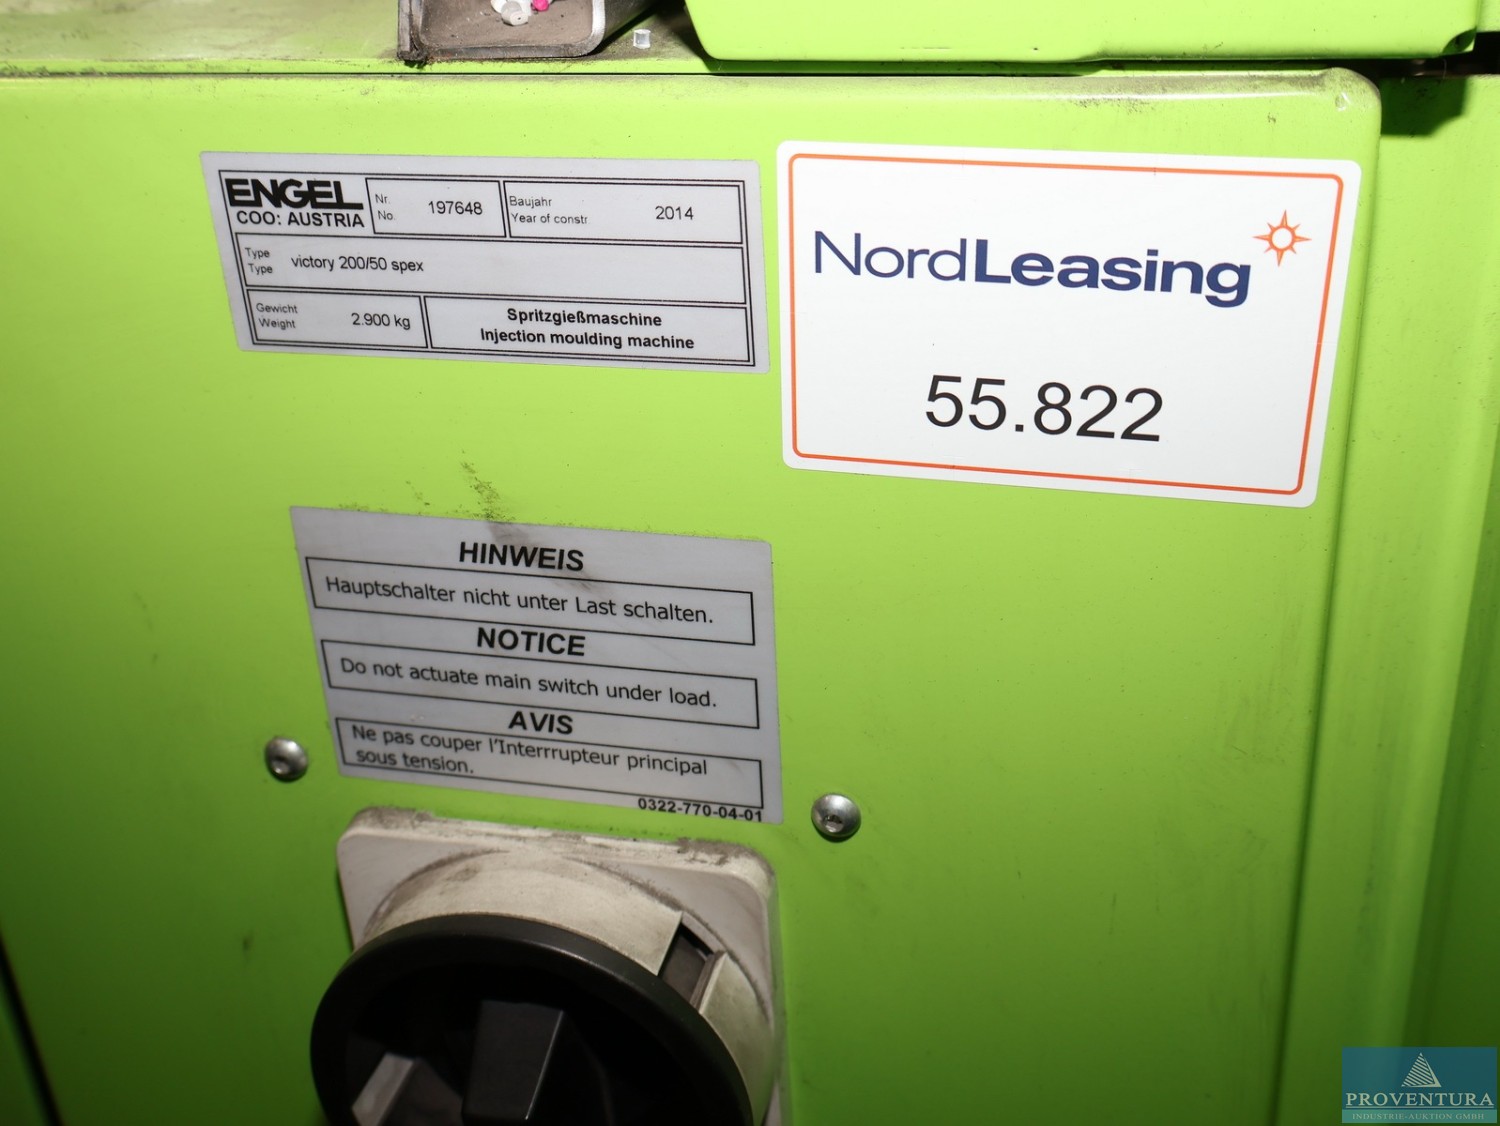 ENGEL
COO: AUSTRIA
Nr.
No.
197648
Baujahr
Year of constr
2014
Type
Type
victory 200/50 spex
Gewicht
Weight
2.900 kg
Spritzgießmaschine
Injection moulding machine
NordLeasing
55.822
HINWEIS
Hauptschalter nicht unter Last schalten.
NOTICE
Do not actuate main switch under load.
AVIS
Ne pas couper l'Interrrupteur principal
sous tension.
0322-770-04-01
PROVENTURA
INDUSTRIE-AUKTION GMBH